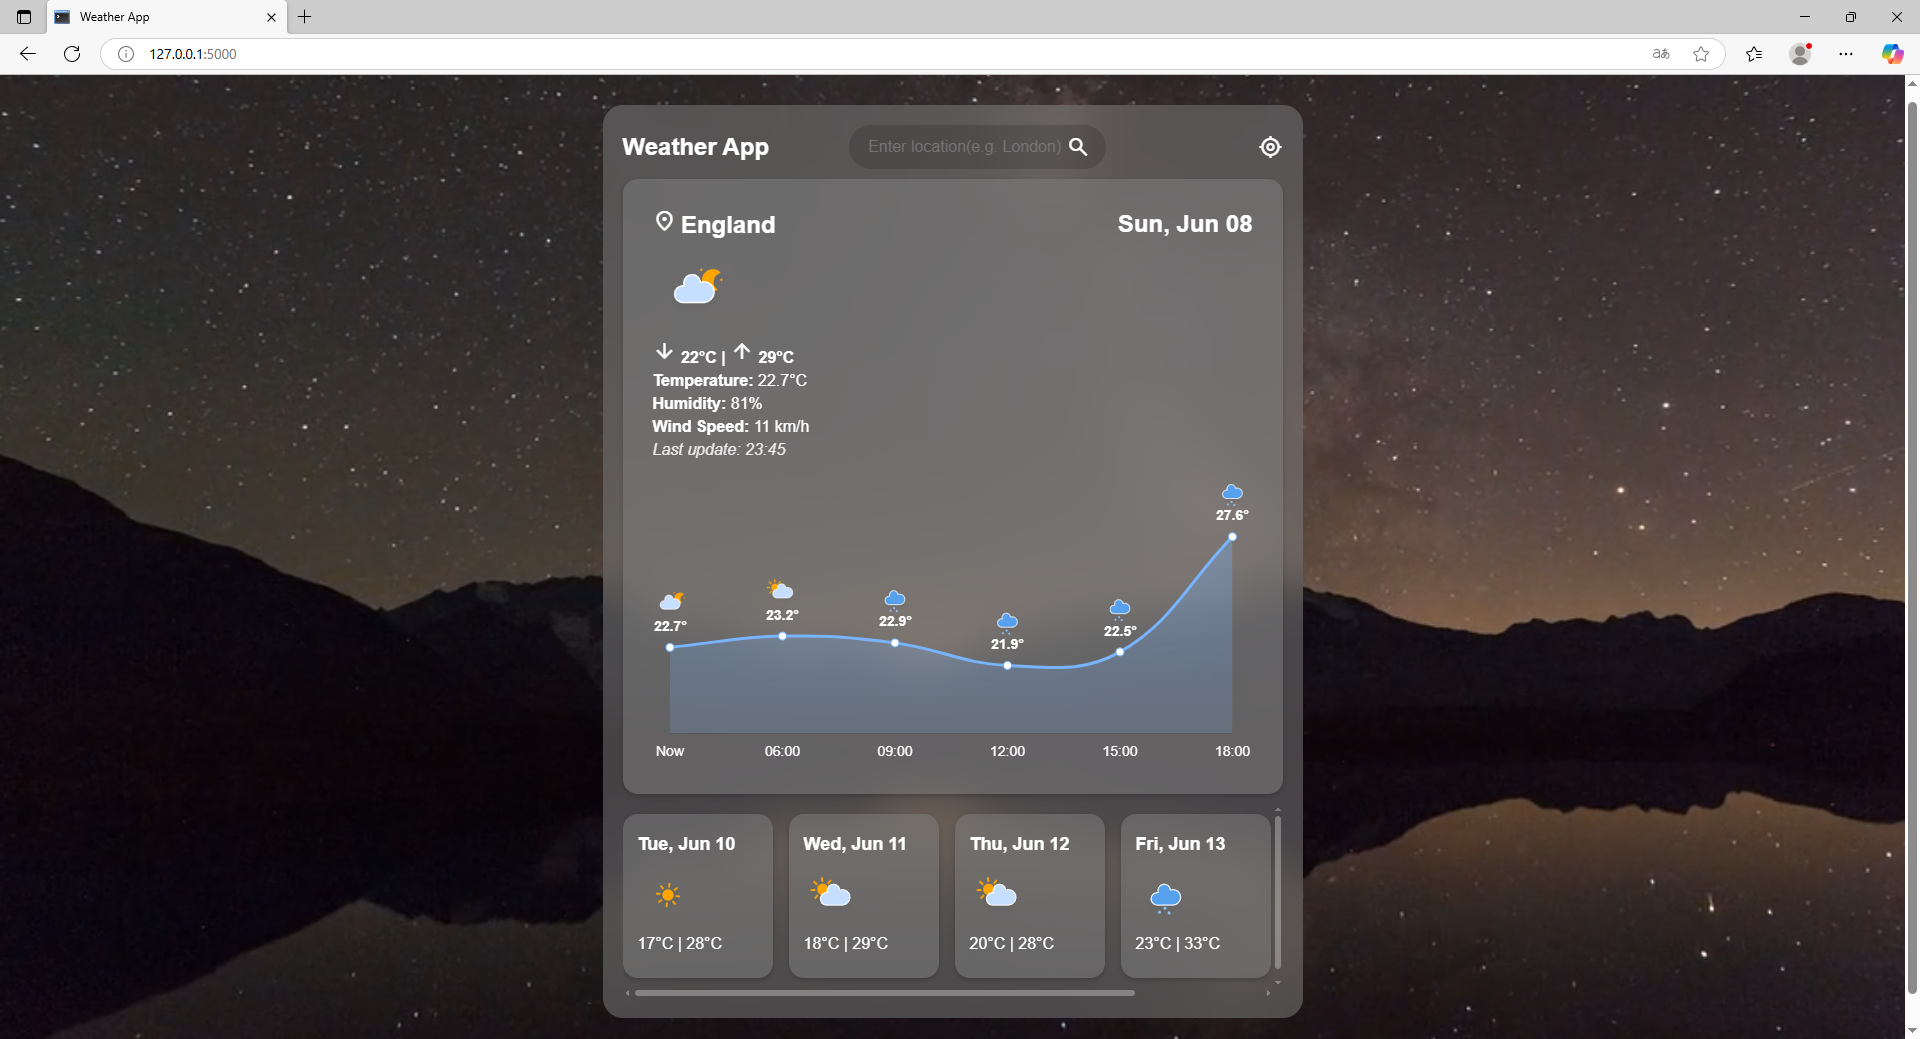 Weather App
127.0.0.1:5000
aあ
Weather App
Enter location(e.g. London)
England
Sun, Jun 08
22°C | 29°C
Temperature: 22.7°C
Humidity: 81%
Wind Speed: 11 km/h
Last update: 23:45
22.7°
23.2°
22.9°
21.9°
22.5°
27.6°
Now
06:00
09:00
12:00
15:00
18:00
Tue, Jun 10
Wed, Jun 11
Thu, Jun 12
Fri, Jun 13
17°C | 28°C
18°C | 29°C
20°C | 28°C
23°C | 33°C